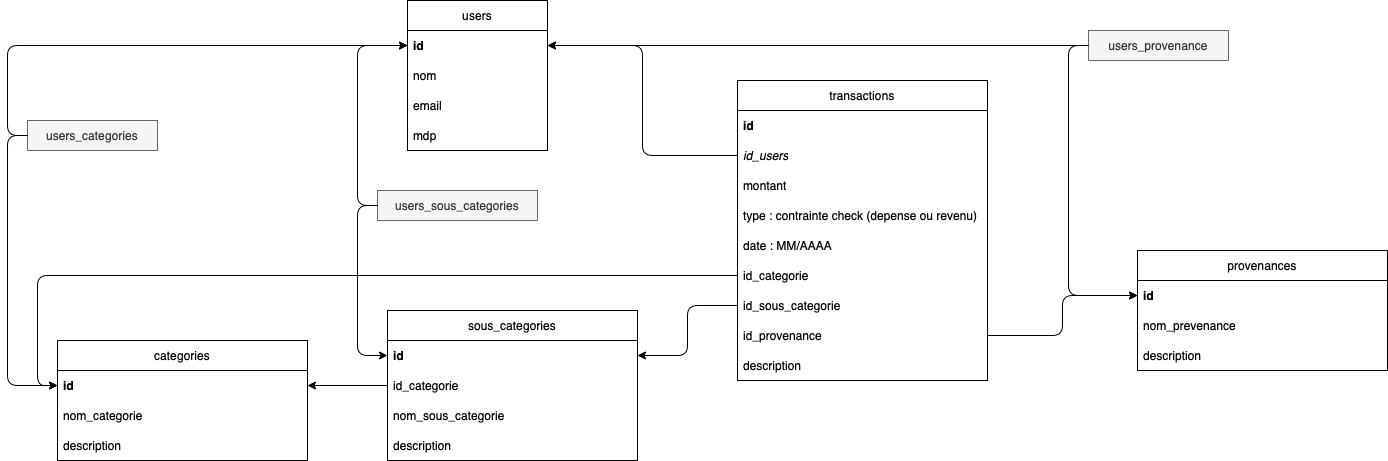 users
id
nom
email
mdp
users_provenance
users_categories
users_sous_categories
transactions
id
id_users
montant
type : contrainte check (depense ou revenu)
date : MM/AAAA
id_categorie
id_sous_categorie
id_provenance
description
provenances
id
nom_prevenance
description
sous_categories
id
id_categorie
nom_sous_categorie
description
categories
id
nom_categorie
description